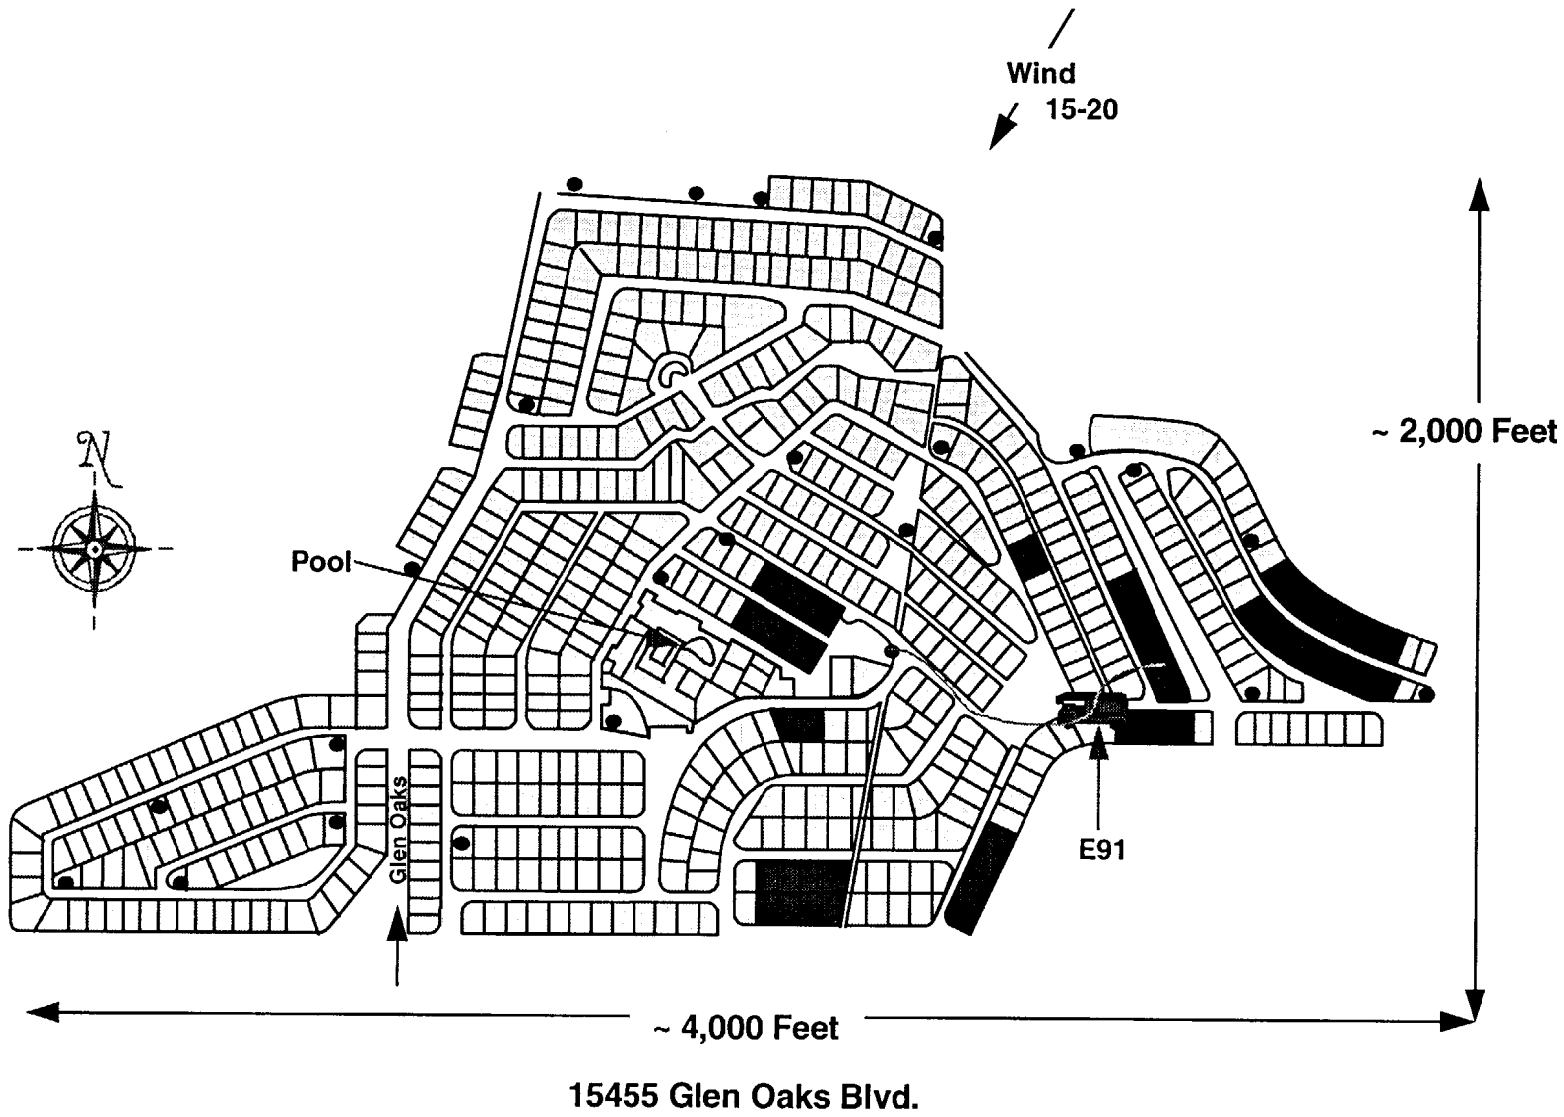 Wind
15-20
~ 2,000 Feet
N
Pool
Glen Oaks
E91
~ 4,000 Feet
15455 Glen Oaks Blvd.